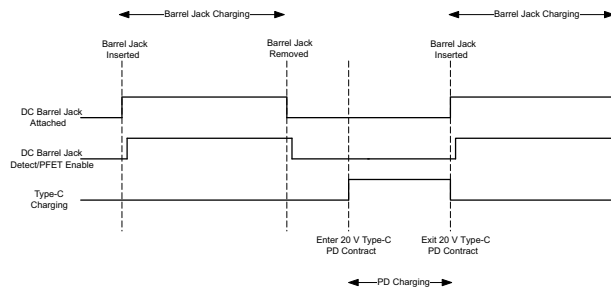 Barrel Jack Charging
Barrel Jack Charging
Barrel Jack
Inserted
Barrel Jack
Removed
Barrel Jack
Inserted
DC Barrel Jack
Attached
DC Barrel Jack
Detect/PFET Enable
Type-C
Charging
Enter 20 V Type-C
PD Contract
Exit 20 V Type-C
PD Contract
PD Charging